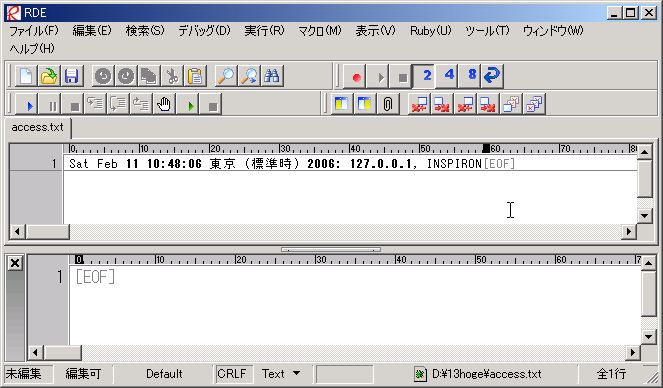 RDE
ファイル(F) 編集(E) 検索(S) デバッグ(D) 実行(R) マクロ(M) 表示(V) Ruby(U) ツール(T) ウィンドウ(W)
ヘルプ(H)
2 4 8
access.txt
0 10 20 30 40 50 60 70 80
1 Sat Feb 11 10:48:06 東京 (標準時) 2006: 127.0.0.1, INSPIRON[EOF]
0 10 20 30 40 50 60 7
1 [EOF]
未編集 編集可 Default CRLF Text D:¥13hoge¥access.txt 全1行